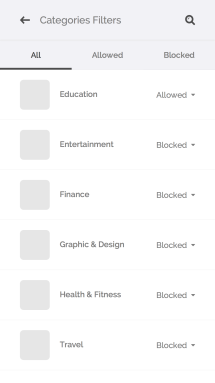 Categories Filters
All Allowed Blocked
Education Allowed
Entertainment Blocked
Finance Blocked
Graphic & Design Blocked
Health & Fitness Blocked
Travel Blocked